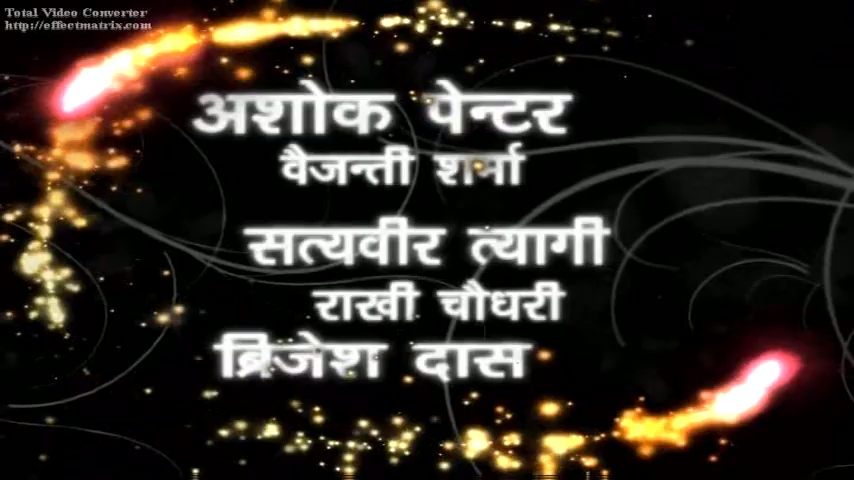 Total Video Converter
http://effectmatrix.com
अशोक पेन्टर
वैजन्ती शर्मा
सत्यवीर त्यागी
राखी चौधरी
ब्रिजेश दास